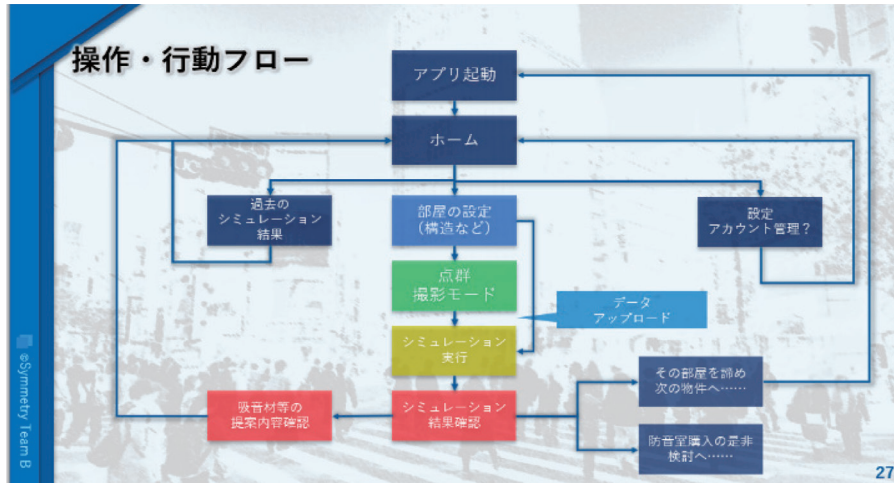 操作・行動フロー
アプリ起動
ホーム
過去の
シミュレーション
結果
部屋の設定
（構造など）
設定
アカウント管理？
点群
撮影モード
データ
アップロード
シミュレーション
実行
その部屋を諦め
次の物件へ……
吸音材等の
提案内容確認
シミュレーション
結果確認
防音室購入の是非
検討へ……
©Symmetry Team B
27